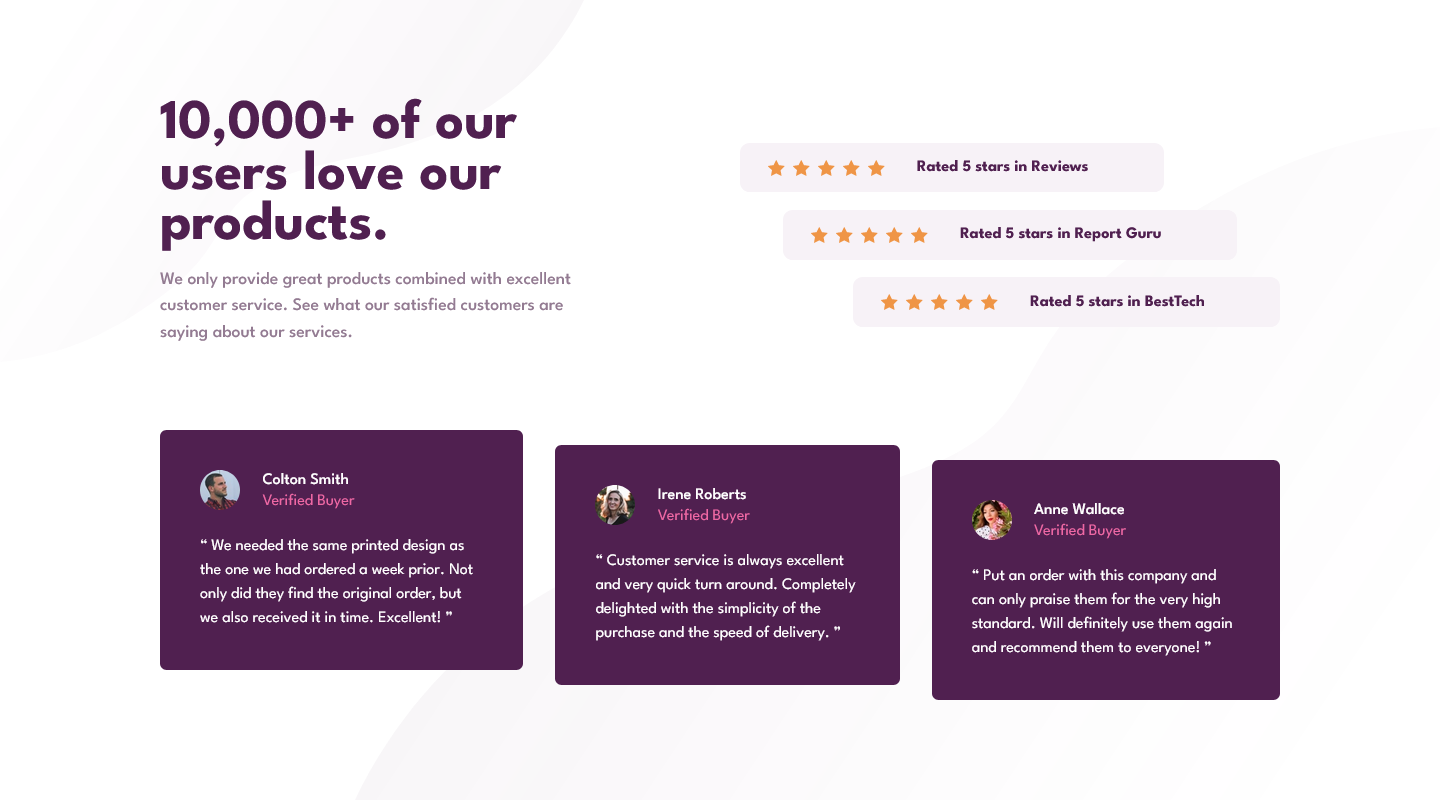 10,000+ of our
users love our
products.
We only provide great products combined with excellent
customer service. See what our satisfied customers are
saying about our services.
Rated 5 stars in Reviews
Rated 5 stars in Report Guru
Rated 5 stars in BestTech
Colton Smith
Verified Buyer
“ We needed the same printed design as
the one we had ordered a week prior. Not
only did they find the original order, but
we also received it in time. Excellent! ”
Irene Roberts
Verified Buyer
“ Customer service is always excellent
and very quick turn around. Completely
delighted with the simplicity of the
purchase and the speed of delivery. ”
Anne Wallace
Verified Buyer
“ Put an order with this company and
can only praise them for the very high
standard. Will definitely use them again
and recommend them to everyone! ”